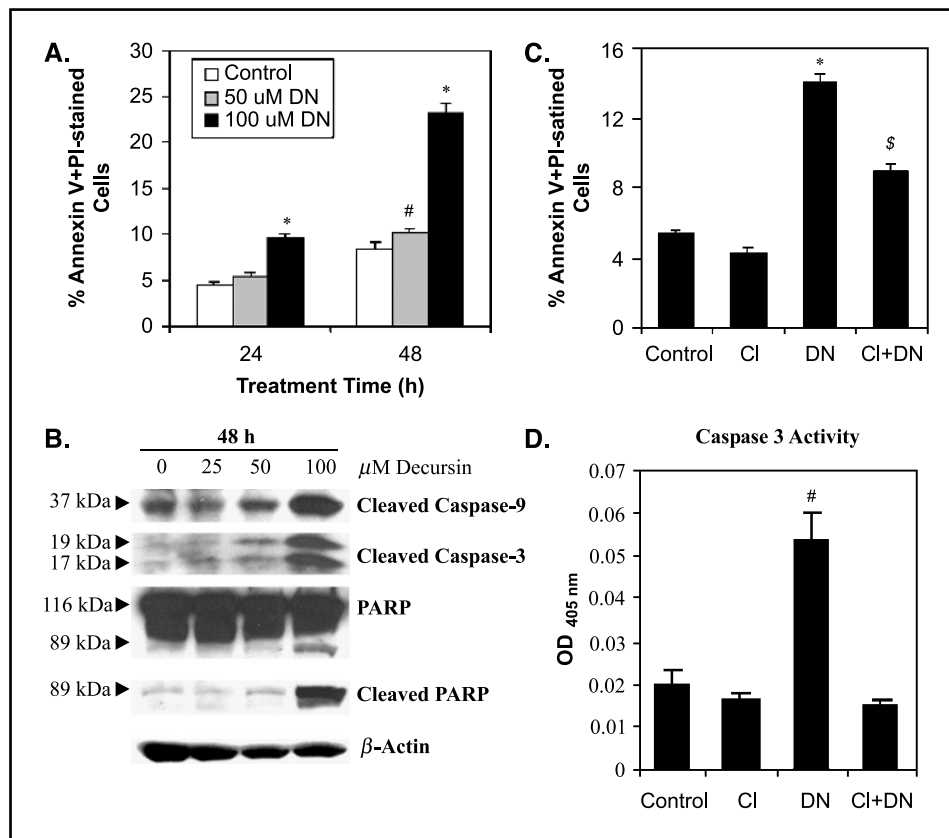 A.
% Annexin V+PI-stained
Cells
30
25
20
15
10
5
0
Control
50 uM DN
100 uM DN
*
#
*
24
48
Treatment Time (h)
B.
48 h
0 25 50 100 μM Decursin
37 kDa Cleaved Caspase-9
19 kDa
17 kDa
Cleaved Caspase-3
116 kDa PARP
89 kDa
89 kDa Cleaved PARP
β-Actin
C.
% Annexin V+PI-satined
Cells
16
12
8
4
0
*
$
Control CI DN CI+DN
D.
Caspase 3 Activity
OD 405 nm
0.07
0.06
0.05
0.04
0.03
0.02
0.01
0
#
Control CI DN CI+DN